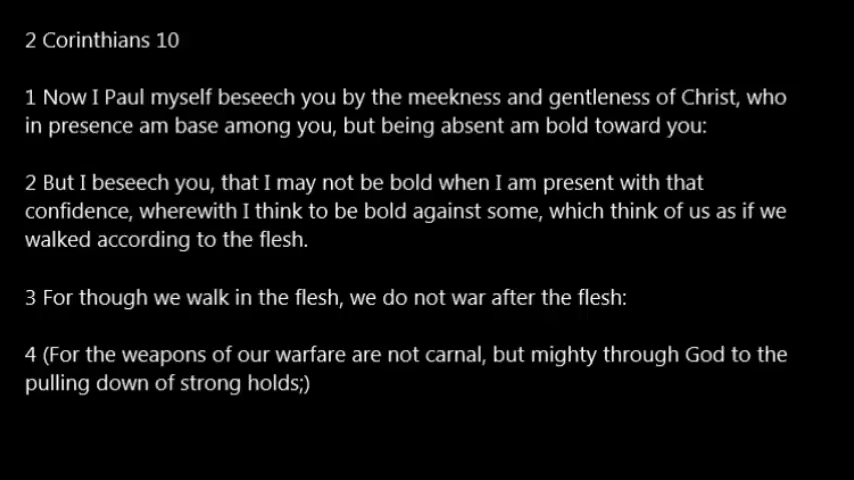 2 Corinthians 10
1 Now I Paul myself beseech you by the meekness and gentleness of Christ, who
in presence am base among you, but being absent am bold toward you:
2 But I beseech you, that I may not be bold when I am present with that
confidence, wherewith I think to be bold against some, which think of us as if we
walked according to the flesh.
3 For though we walk in the flesh, we do not war after the flesh:
4 (For the weapons of our warfare are not carnal, but mighty through God to the
pulling down of strong holds;)